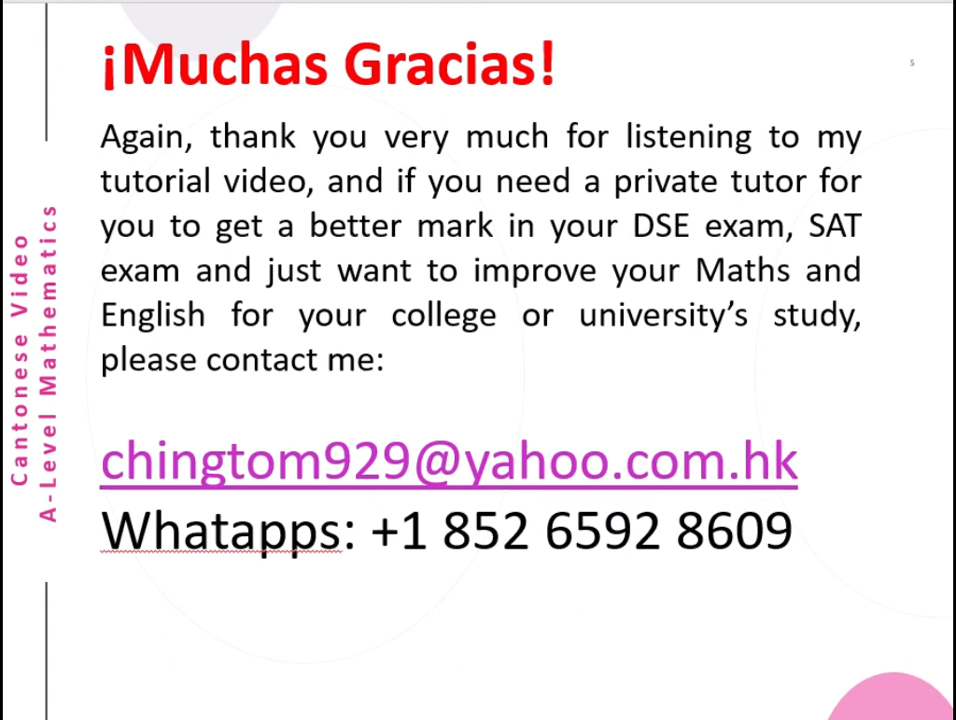 ¡Muchas Gracias!
5
Again, thank you very much for listening to my
tutorial video, and if you need a private tutor for
you to get a better mark in your DSE exam, SAT
exam and just want to improve your Maths and
English for your college or university’s study,
please contact me:
chingtom929@yahoo.com.hk
Whatapps: +1 852 6592 8609
Cantonese Video
A-Level Mathematics